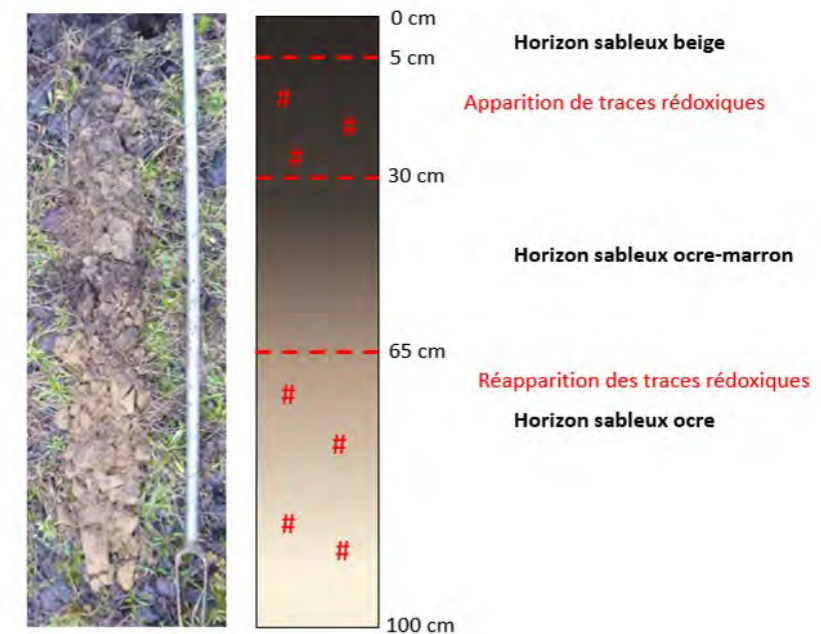 0 cm
Horizon sableux beige
5 cm
Apparition de traces rédoxiques
#
#
#
30 cm
Horizon sableux ocre-marron
65 cm
Réapparition des traces rédoxiques
#
Horizon sableux ocre
#
#
#
100 cm